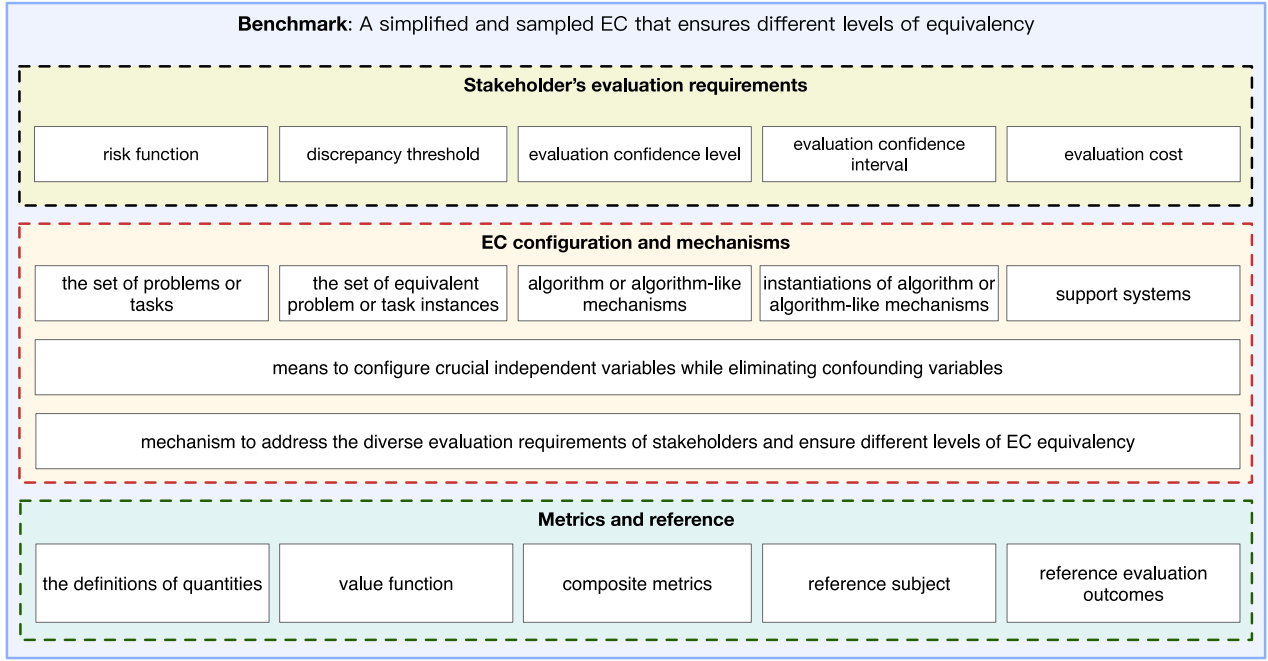 Benchmark: A simplified and sampled EC that ensures different levels of equivalency
Stakeholder’s evaluation requirements
risk function
discrepancy threshold
evaluation confidence level
evaluation confidence
interval
evaluation cost
EC configuration and mechanisms
the set of problems or
tasks
the set of equivalent
problem or task instances
algorithm or algorithm-like
mechanisms
instantiations of algorithm or
algorithm-like mechanisms
support systems
means to configure crucial independent variables while eliminating confounding variables
mechanism to address the diverse evaluation requirements of stakeholders and ensure different levels of EC equivalency
Metrics and reference
the definitions of quantities
value function
composite metrics
reference subject
reference evaluation
outcomes